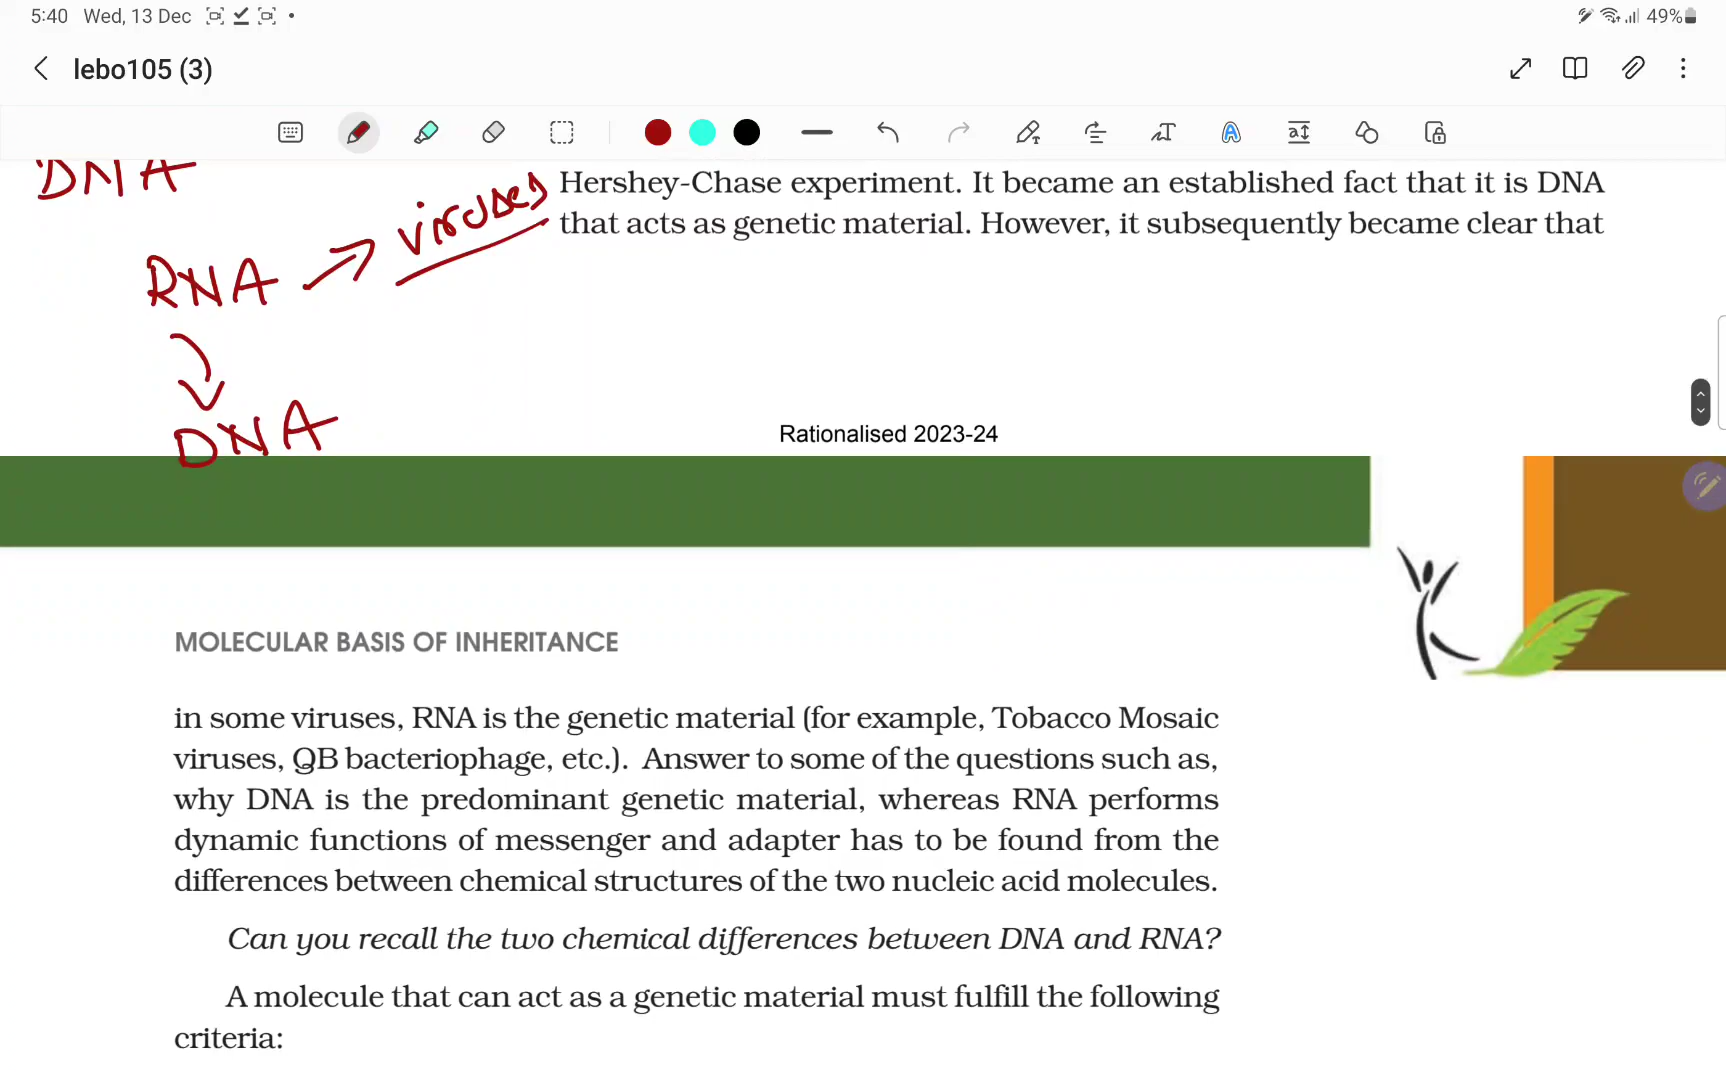 5:40 Wed, 13 Dec 49%
lebo105 (3)
DNA
viruses
Hershey-Chase experiment. It became an established fact that it is DNA
that acts as genetic material. However, it subsequently became clear that
RNA
DNA
Rationalised 2023-24
MOLECULAR BASIS OF INHERITANCE
in some viruses, RNA is the genetic material (for example, Tobacco Mosaic
viruses, QB bacteriophage, etc.). Answer to some of the questions such as,
why DNA is the predominant genetic material, whereas RNA performs
dynamic functions of messenger and adapter has to be found from the
differences between chemical structures of the two nucleic acid molecules.
Can you recall the two chemical differences between DNA and RNA?
A molecule that can act as a genetic material must fulfill the following
criteria: